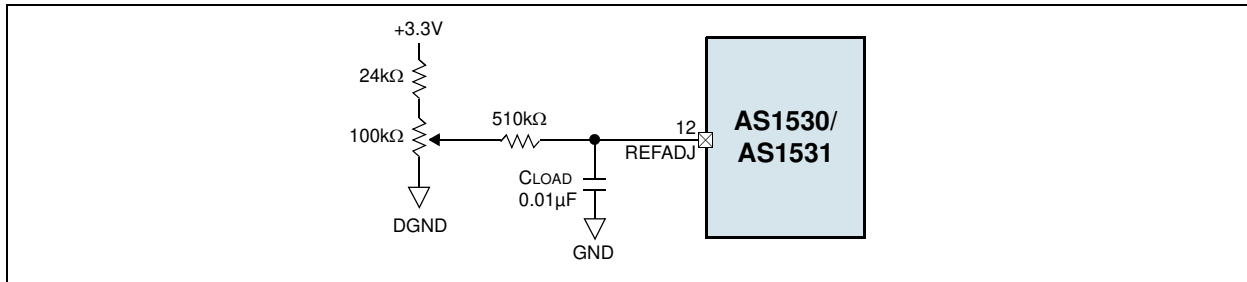 +3.3V
24kΩ
100kΩ
510kΩ
12
REFADJ
AS1530/
AS1531
CLOAD
0.01µF
DGND
GND